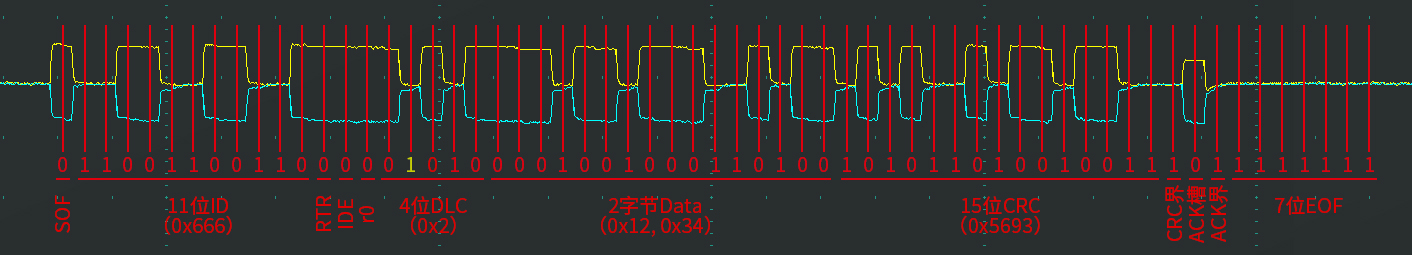 0 1 1 0 0 1 1 0 0 1 1 0 0 0 0 0 1 0 1 0 0 0 0 1 0 0 1 0 0 0 1 1 0 1 0 0 1 0 1 0 1 1 0 1 0 0 1 0 0 1 1 1 0 1 1 1 1 1 1 1 1
SOF
11位ID
(0x666)
RTR
IDE
r0
4位DLC
(0x2)
2字节Data
(0x12, 0x34)
15位CRC
(0x5693)
CRC界
ACK槽
ACK界
7位EOF